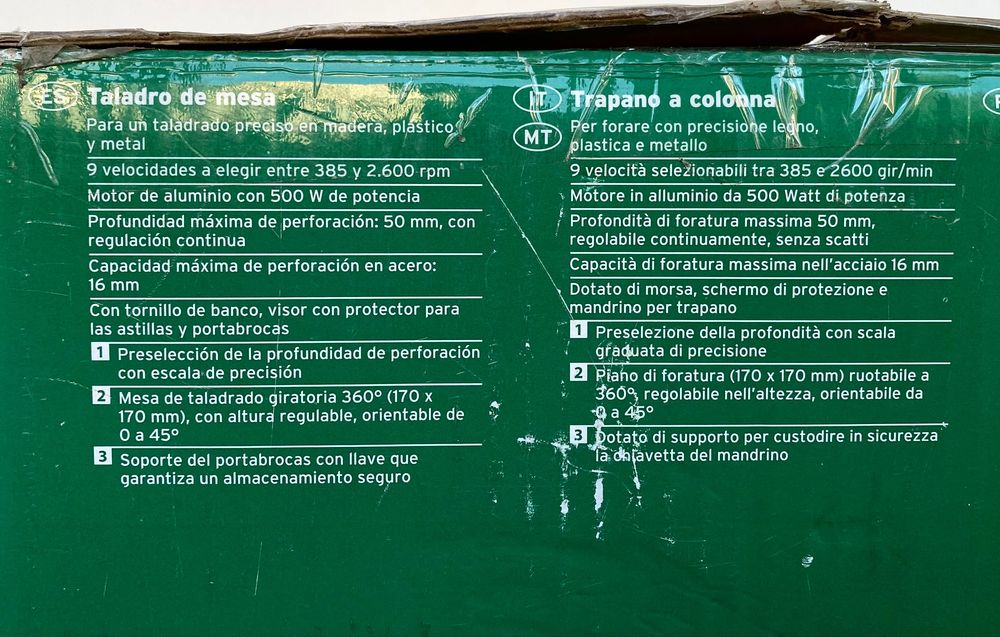 ES Taladro de mesa
Para un taladrado preciso en madera, plástico
y metal
9 velocidades a elegir entre 385 y 2.600 rpm
Motor de aluminio con 500 W de potencia
Profundidad máxima de perforación: 50 mm, con
regulación continua
Capacidad máxima de perforación en acero:
16 mm
Con tornillo de banco, visor con protector para
las astillas y portabrocas
1 Preselección de la profundidad de perforación
con escala de precisión
2 Mesa de taladrado giratoria 360° (170 x
170 mm), con altura regulable, orientable de
0 a 45°
3 Soporte del portabrocas con llave que
garantiza un almacenamiento seguro
IT Trapano a colonna
MT Per forare con precisione legno,
plastica e metallo
9 velocità selezionabili tra 385 e 2600 gir/min
Motore in alluminio da 500 Watt di potenza
Profondità di foratura massima 50 mm,
regolabile continuamente, senza scatti
Capacità di foratura massima nell'acciaio 16 mm
Dotato di morsa, schermo di protezione e
mandrino per trapano
1 Preselezione della profondità con scala
graduata di precisione
2 Piano di foratura (170 x 170 mm) ruotabile a
360°, regolabile nell'altezza, orientabile da
0 a 45°
3 Dotato di supporto per custodire in sicurezza
la chiavetta del mandrino